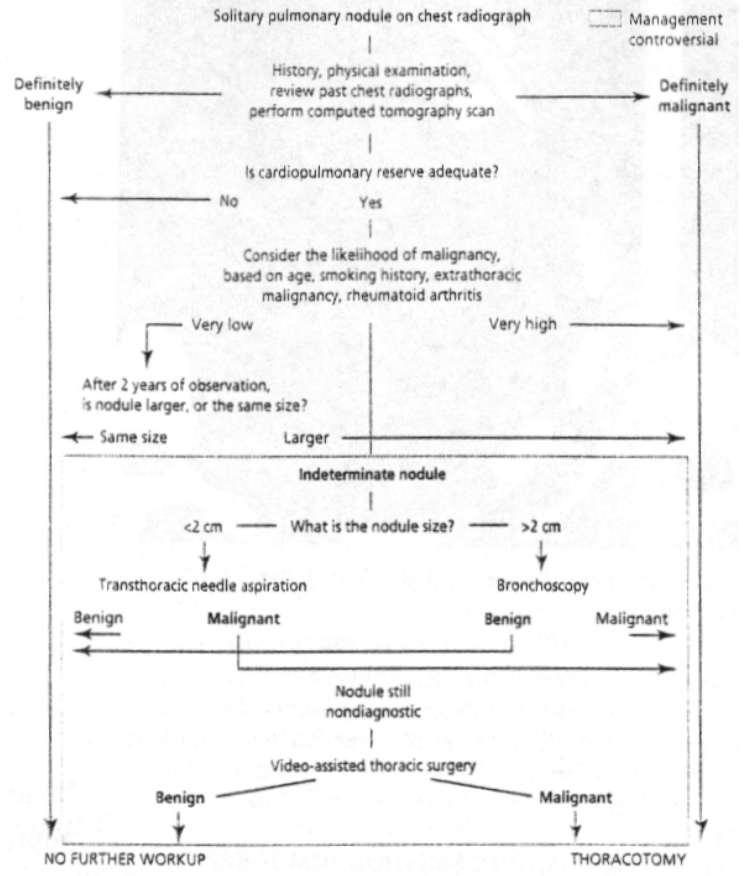 Solitary pulmonary nodule on chest radiograph
Management
controversial
History, physical examination,
review past chest radiographs,
perform computed tomography scan
Definitely
benign
Definitely
malignant
Is cardiopulmonary reserve adequate?
No
Yes
Consider the likelihood of malignancy,
based on age, smoking history, extrathoracic
malignancy, rheumatoid arthritis
Very low
Very high
After 2 years of observation,
is nodule larger, or the same size?
Same size
Larger
Indeterminate nodule
<2 cm
What is the nodule size?
>2 cm
Transthoracic needle aspiration
Bronchoscopy
Benign
Malignant
Benign
Malignant
Nodule still
nondiagnostic
Video-assisted thoracic surgery
Benign
Malignant
NO FURTHER WORKUP
THORACOTOMY